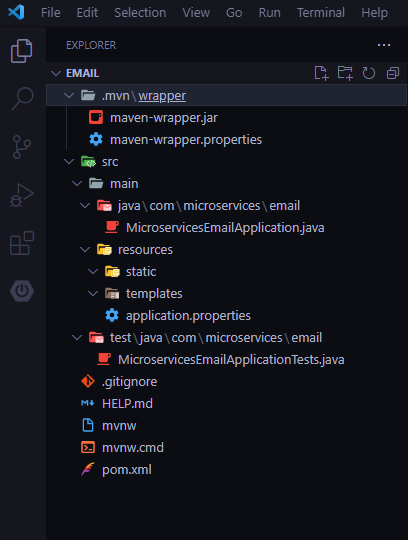 File Edit Selection View Go Run Terminal Help
EXPLORER
EMAIL
.mvn\wrapper
maven-wrapper.jar
maven-wrapper.properties
src
main
java\com\microservices\email
MicroservicesEmailApplication.java
resources
static
templates
application.properties
test\java\com\microservices\email
MicroservicesEmailApplicationTests.java
.gitignore
HELP.md
mvnw
mvnw.cmd
pom.xml